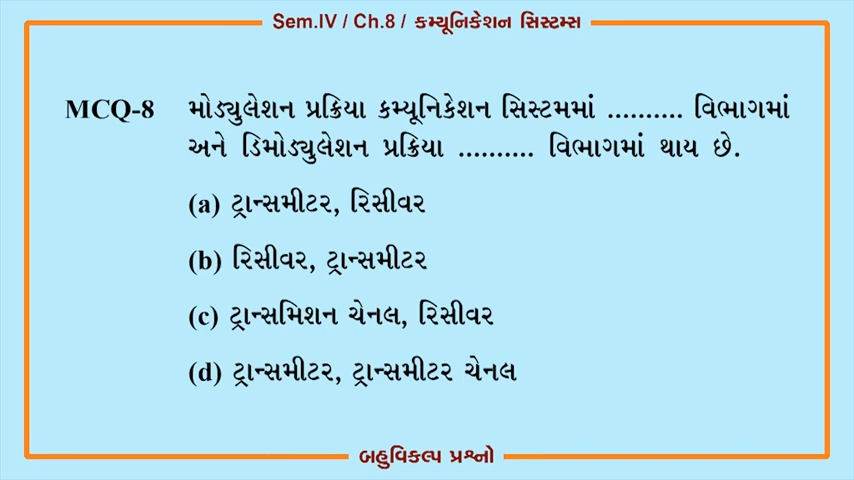 Sem.IV / Ch.8 / કમ્યૂનિકેશન સિસ્ટમ્સ
MCQ-8 મોડ્યુલેશન પ્રક્રિયા કમ્યૂનિકેશન સિસ્ટમમાં .......... વિભાગમાં
અને ડિમોડ્યુલેશન પ્રક્રિયા .......... વિભાગમાં થાય છે.
(a) ટ્રાન્સમીટર, રિસીવર
(b) રિસીવર, ટ્રાન્સમીટર
(c) ટ્રાન્સમિશન ચેનલ, રિસીવર
(d) ટ્રાન્સમીટર, ટ્રાન્સમીટર ચેનલ
બહુવિકલ્પ પ્રશ્નો